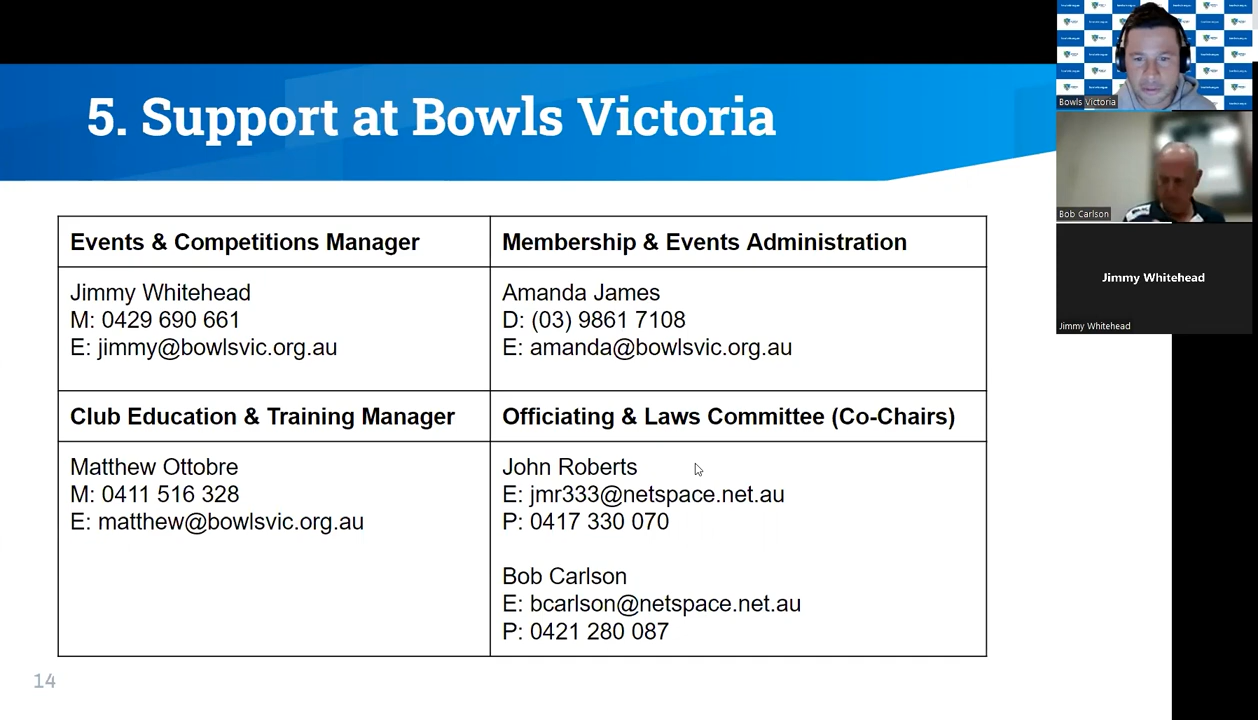 5. Support at Bowls Victoria
Events & Competitions Manager
Jimmy Whitehead
M: 0429 690 661
E: jimmy@bowlsvic.org.au
Membership & Events Administration
Amanda James
D: (03) 9861 7108
E: amanda@bowlsvic.org.au
Club Education & Training Manager
Matthew Ottobre
M: 0411 516 328
E: matthew@bowlsvic.org.au
Officiating & Laws Committee (Co-Chairs)
John Roberts
E: jmr333@netspace.net.au
P: 0417 330 070
Bob Carlson
E: bcarlson@netspace.net.au
P: 0421 280 087
14
Bowls Victoria
Bob Carlson
Jimmy Whitehead
Jimmy Whitehead